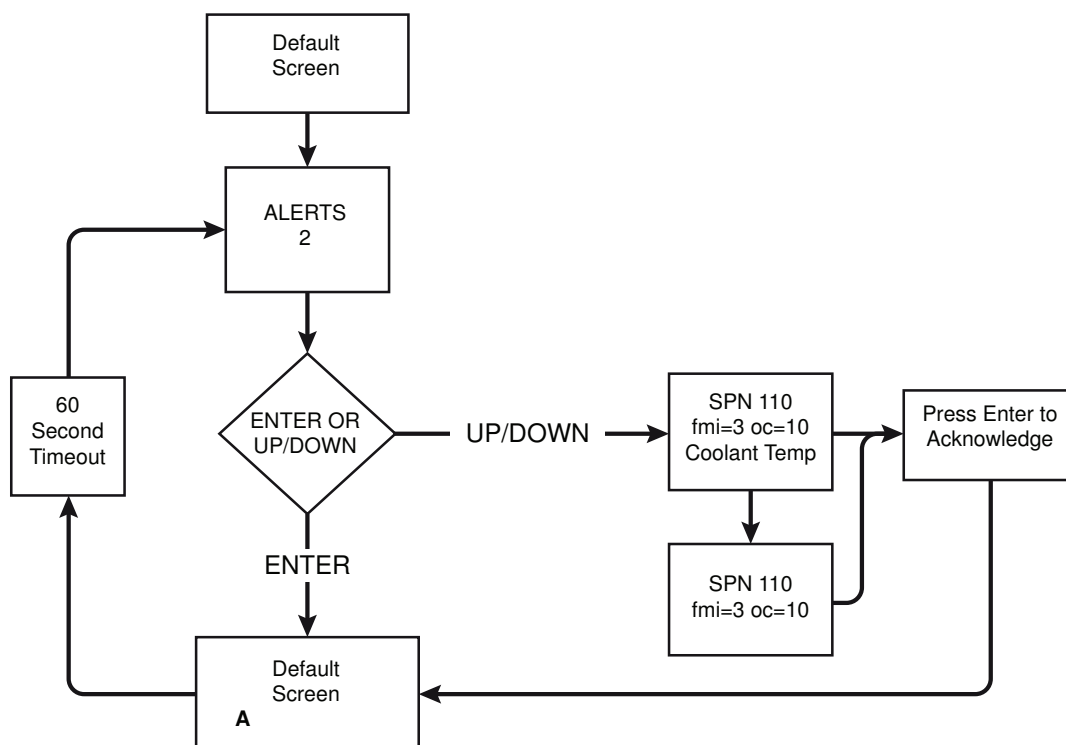 Default
Screen
ALERTS
2
60
Second
Timeout
ENTER OR
UP/DOWN
UP/DOWN
SPN 110
fmi=3 oc=10
Coolant Temp
Press Enter to
Acknowledge
SPN 110
fmi=3 oc=10
ENTER
Default
Screen
A